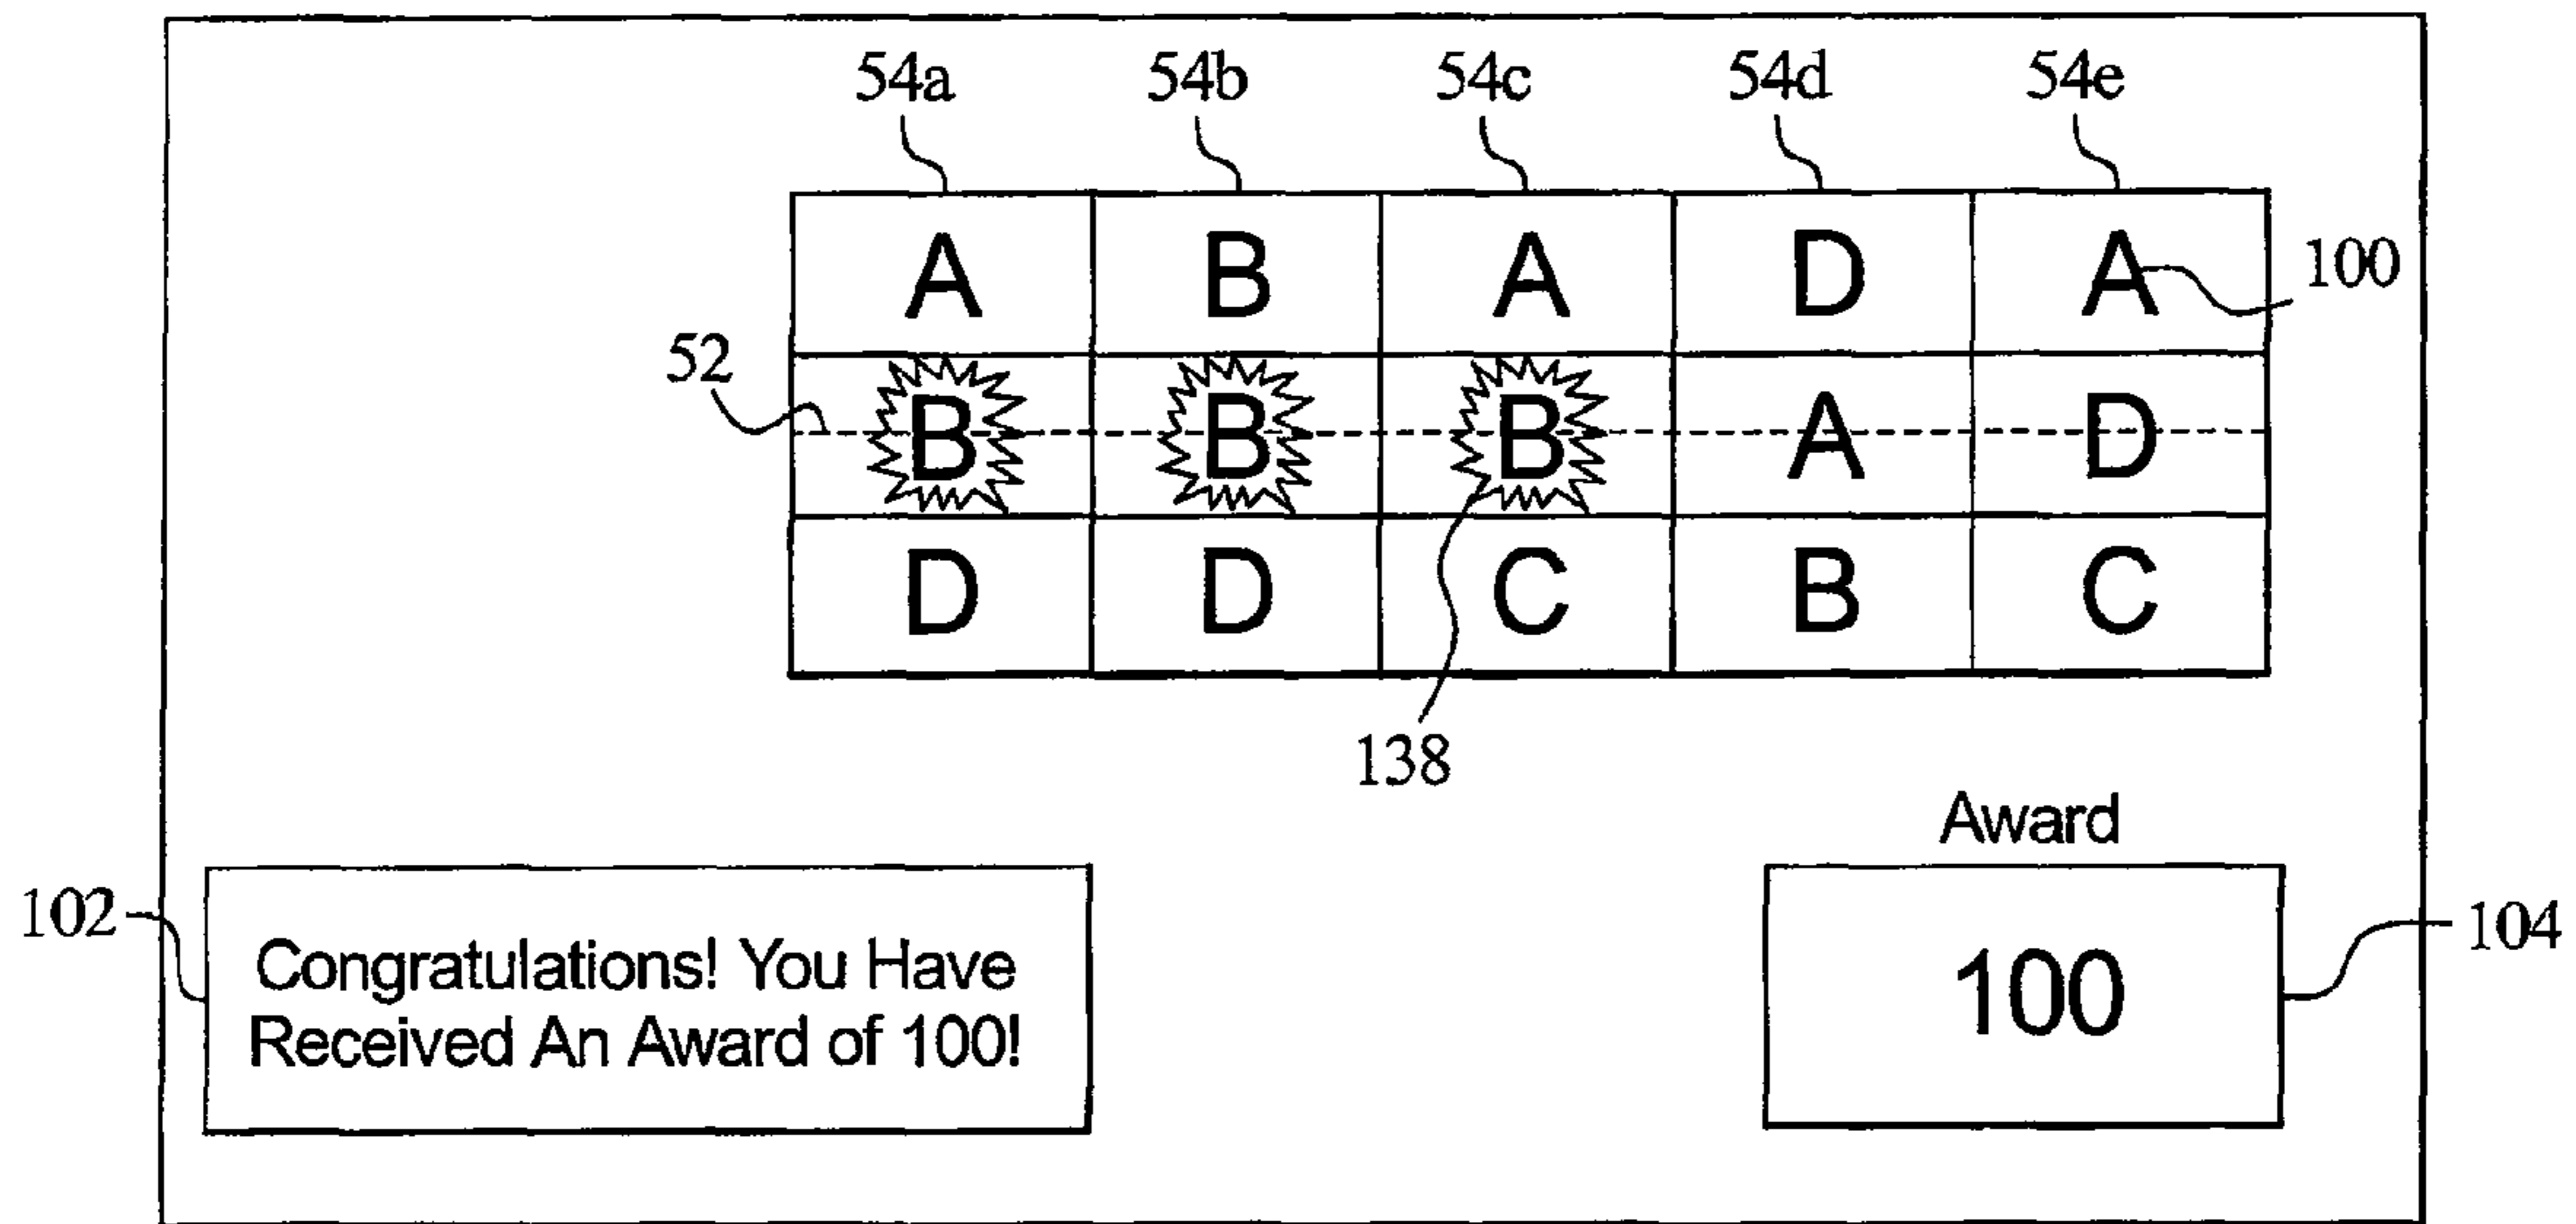 54a 54b 54c 54d 54e
A B A D A 100
52
B B B A D
D D C B C
138
Award
102
104
100
Congratulations! You Have
Received An Award of 100!